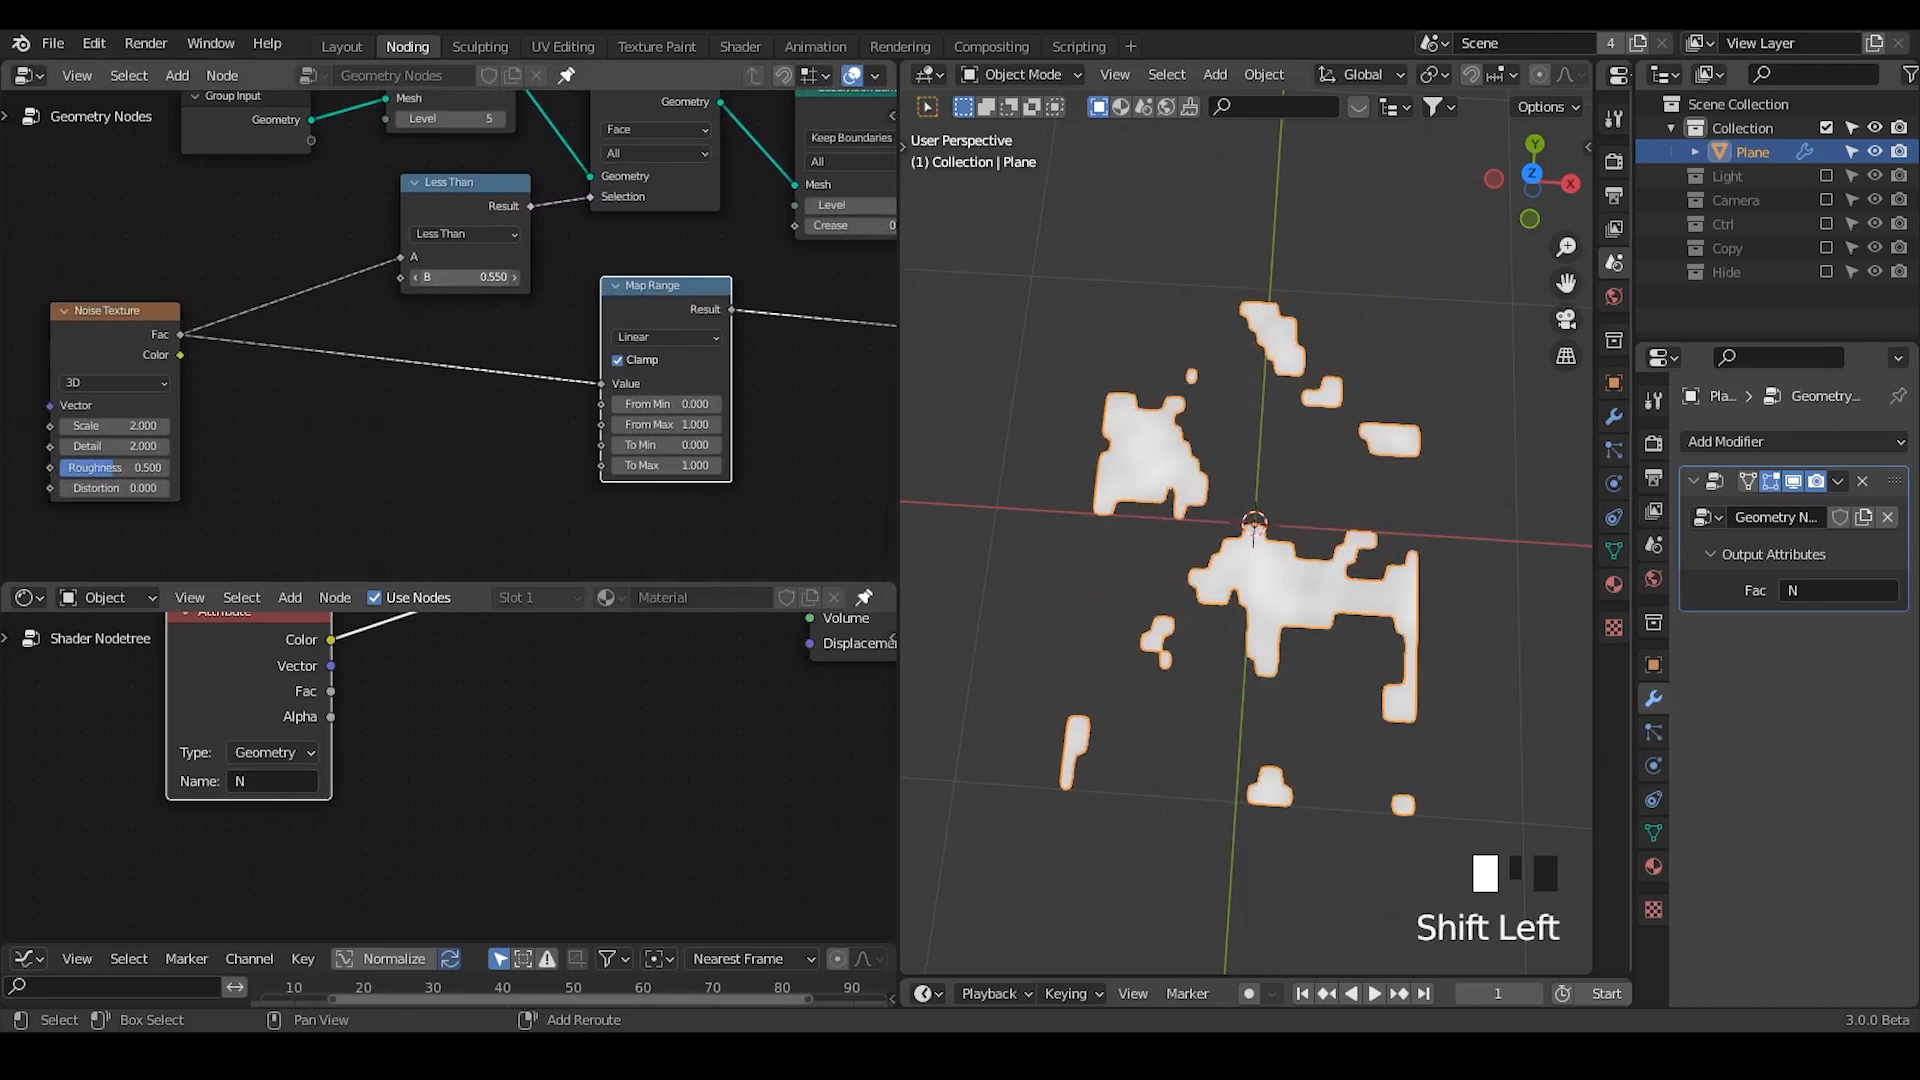 File Edit Render Window Help Layout Noding Sculpting UV Editing Texture Paint Shader Animation Rendering Compositing Scripting + Scene 4 View Layer
View Select Add Node Geometry Nodes
Object Mode View Select Add Object Global
Options
Geometry Nodes
Group Input
Geometry
Mesh
Level 5
Geometry
Face
All
Geometry
Selection
Keep Boundaries
All
Mesh
Level
Crease 0
Less Than
Result
Less Than
A
B 0.550
Noise Texture
Fac
Color
3D
Vector
Scale 2.000
Detail 2.000
Roughness 0.500
Distortion 0.000
Map Range
Result
Linear
Clamp
Value
From Min 0.000
From Max 1.000
To Min 0.000
To Max 1.000
User Perspective
(1) Collection | Plane
Y
Z
X
Scene Collection
Collection
Plane
Light
Camera
Ctrl
Copy
Hide
Pla... > Geometry...
Add Modifier
Geometry N...
Output Attributes
Fac N
Object View Select Add Node Use Nodes Slot 1 Material
Shader Nodetree
Attribute
Color
Vector
Fac
Alpha
Type: Geometry
Name: N
Volume
Displaceme
Shift Left
View Select Marker Channel Key Normalize Nearest Frame
10 20 30 40 50 60 70 80 90
Playback Keying View Marker 1 Start
Select Box Select Pan View Add Reroute 3.0.0 Beta